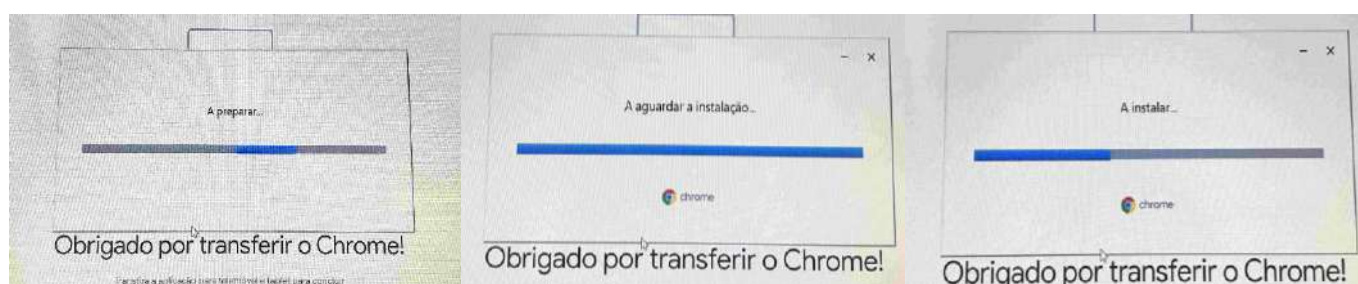 A preparar...
Obrigado por transferir o Chrome!
A aguardar a instalação...
chrome
Obrigado por transferir o Chrome!
A instalar...
chrome
Obrigado por transferir o Chrome!